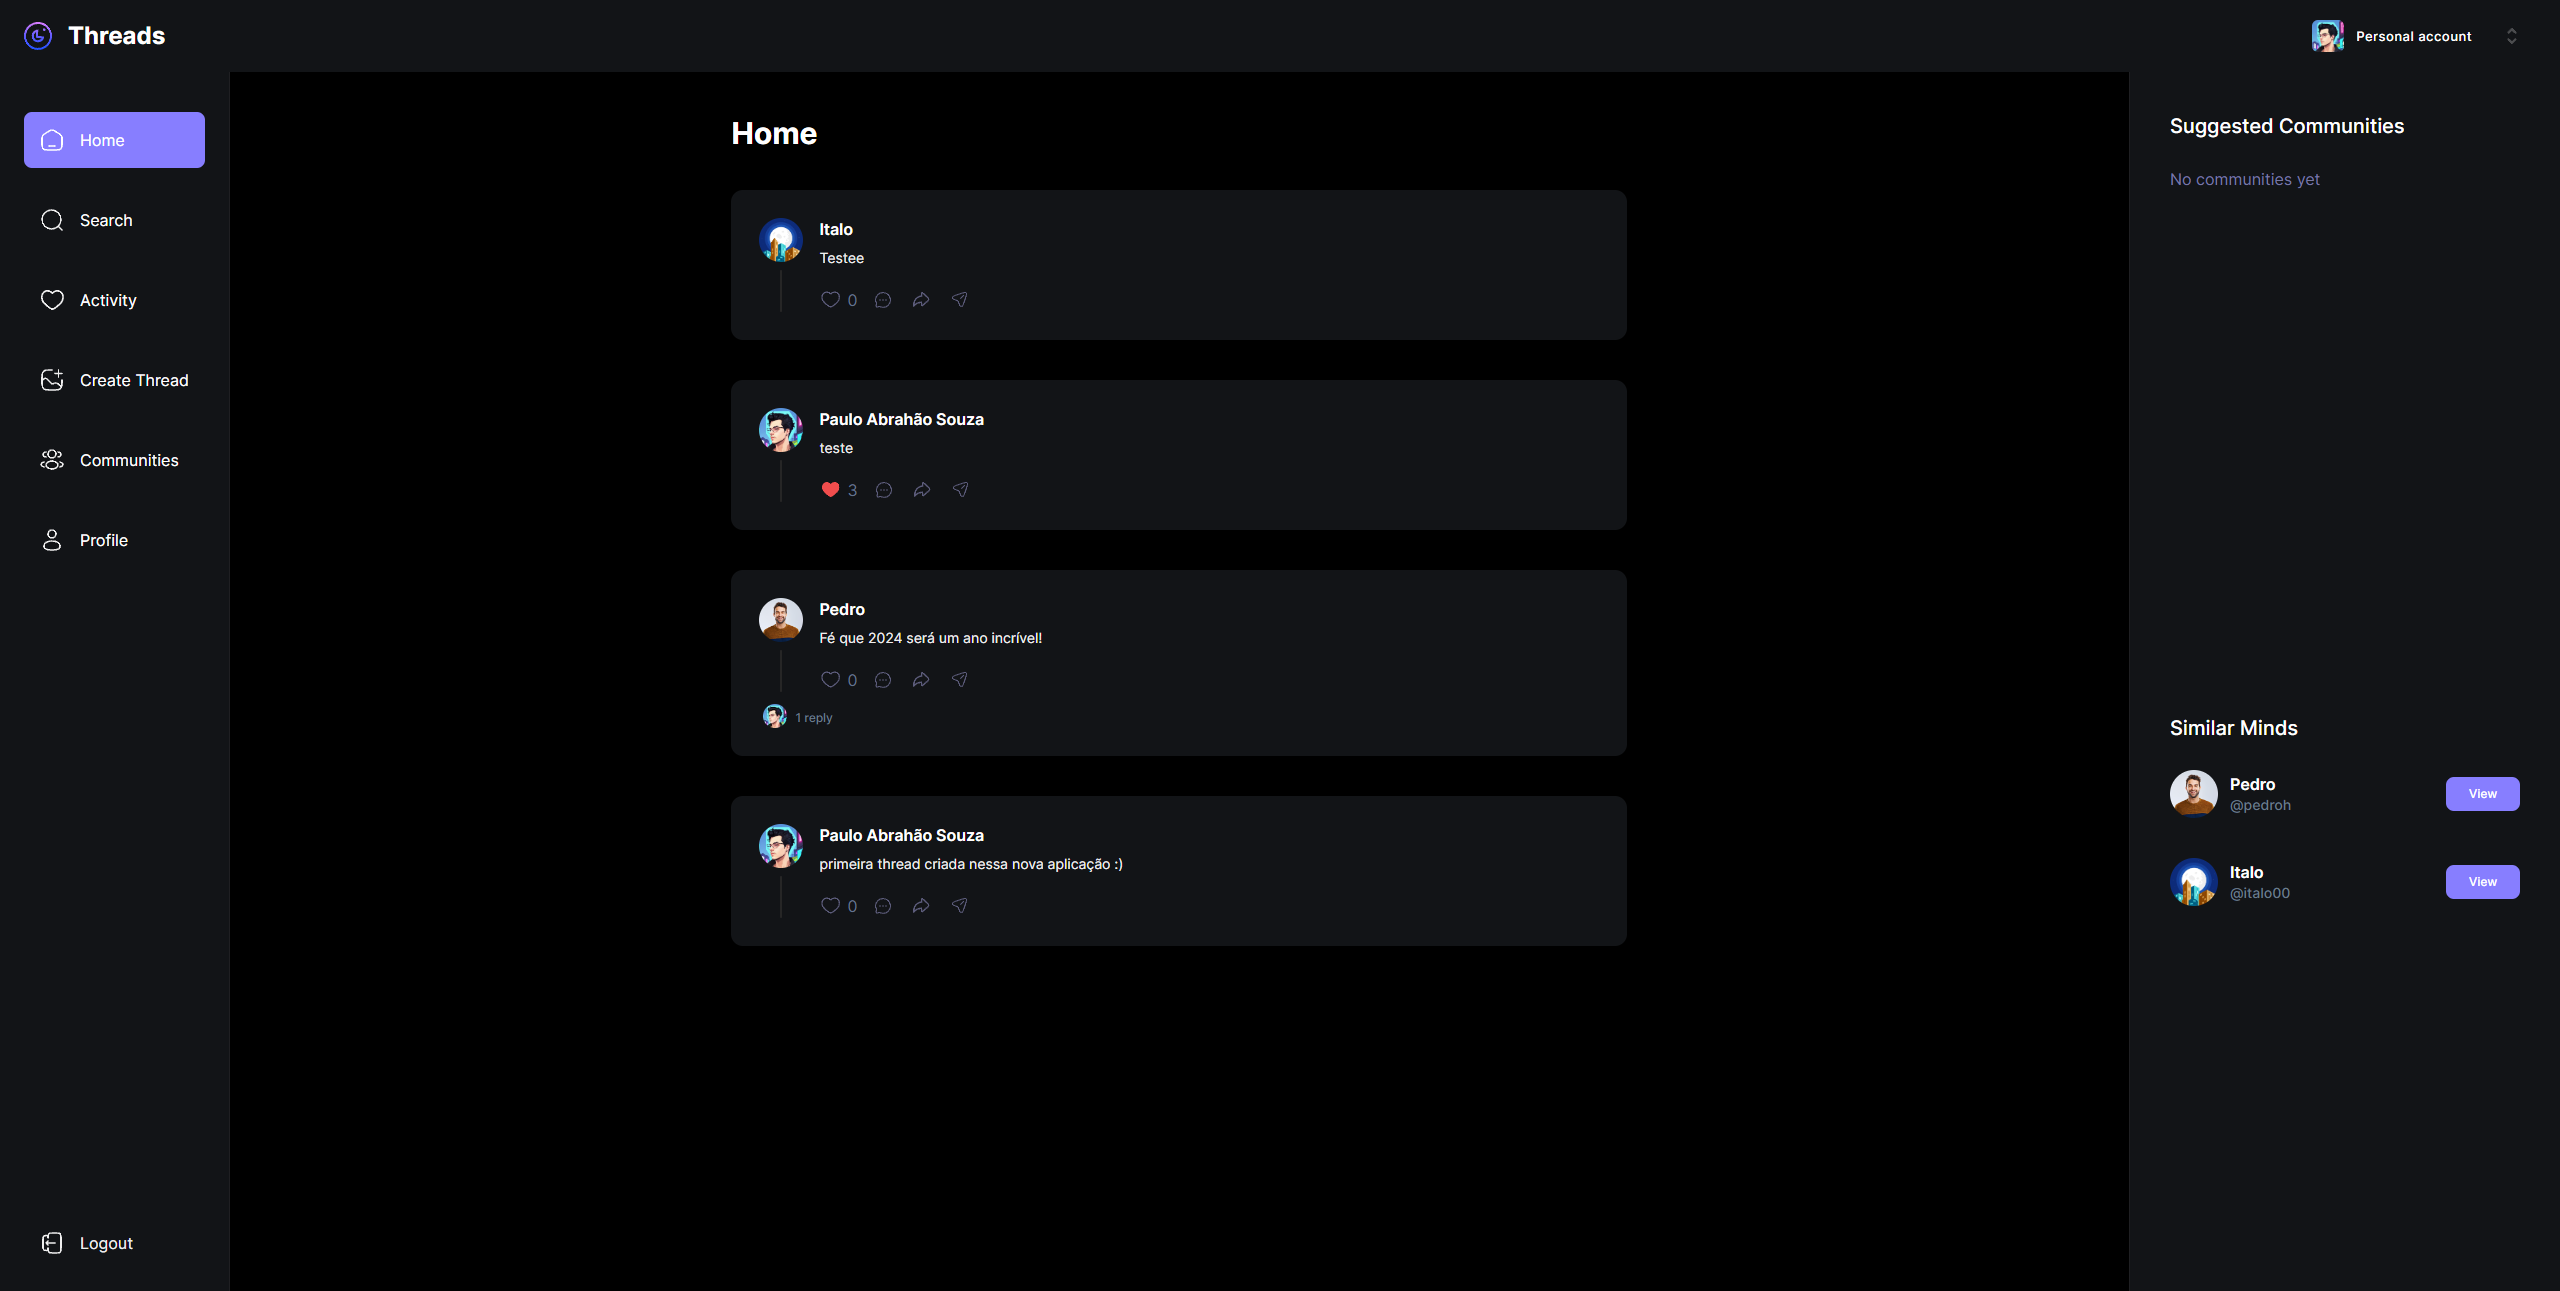 Threads
Personal account
Home
Search
Activity
Create Thread
Communities
Profile
Logout
Home
Italo
Testee
0
Paulo Abrahão Souza
teste
3
Pedro
Fé que 2024 será um ano incrível!
0
1 reply
Paulo Abrahão Souza
primeira thread criada nessa nova aplicação :)
0
Suggested Communities
No communities yet
Similar Minds
Pedro
@pedroh
View
Italo
@italo00
View